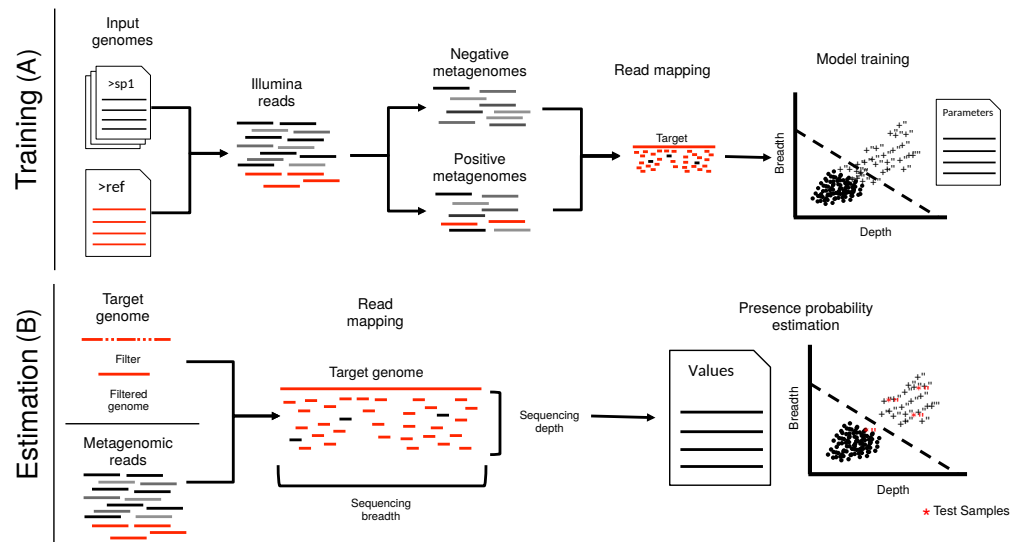 Training (A)
Input
genomes
>sp1
>ref
Illumina
reads
Negative
metagenomes
Positive
metagenomes
Read mapping
Target
Model training
Breadth
Depth
Parameters
Estimation (B)
Target
genome
Filter
Filtered
genome
Metagenomic
reads
Read
mapping
Target genome
Sequencing
depth
Sequencing
breadth
Presence probability
estimation
Values
Breadth
Depth
* Test Samples